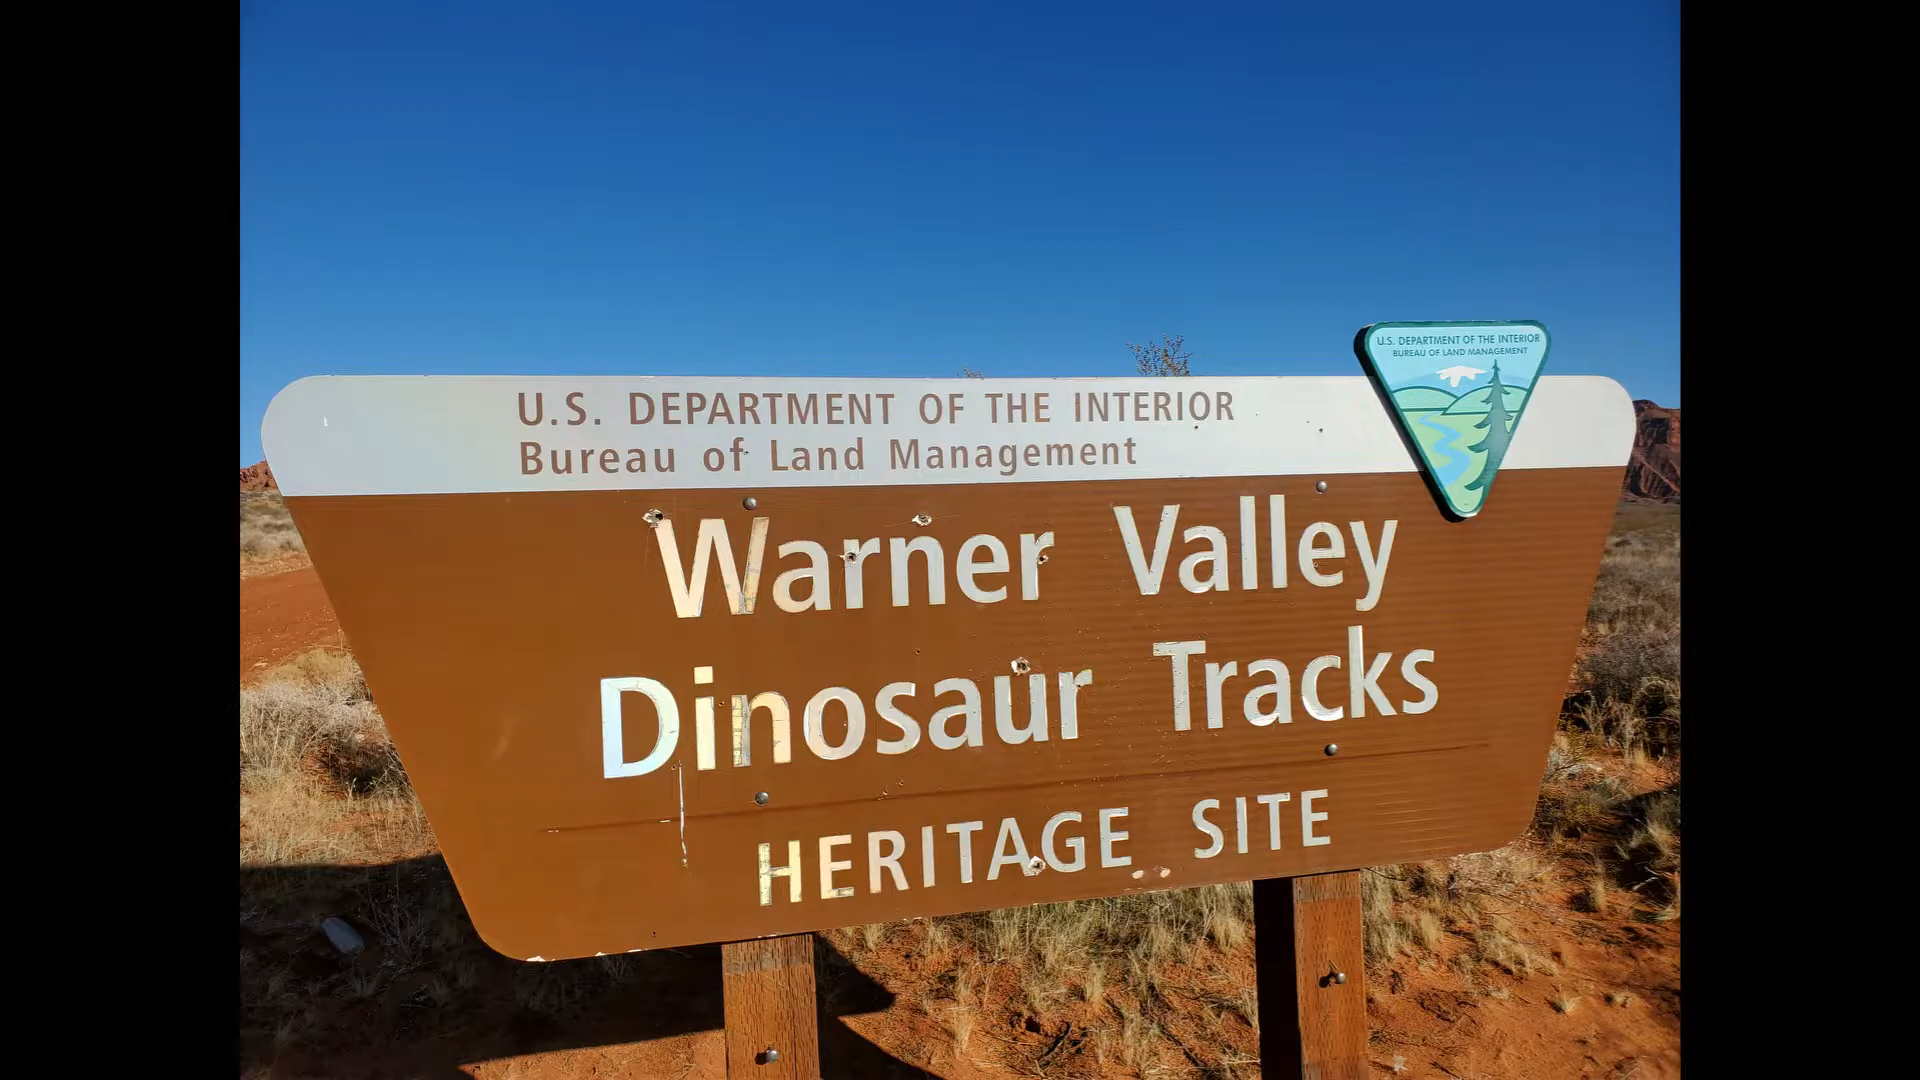 U.S. DEPARTMENT OF THE INTERIOR
BUREAU OF LAND MANAGEMENT
U.S. DEPARTMENT OF THE INTERIOR
Bureau of Land Management
Warner Valley
Dinosaur Tracks
HERITAGE SITE